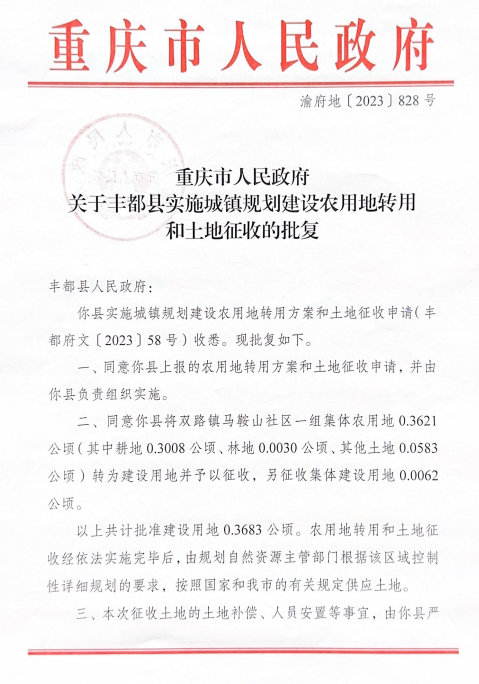 重庆市人民政府
渝府地〔2023〕828号
重庆市人民政府
关于丰都县实施城镇规划建设农用地转用
和土地征收的批复
丰都县人民政府：
你县实施城镇规划建设农用地转用方案和土地征收申请（丰
都府文〔2023〕58号）收悉。现批复如下。
一、同意你县上报的农用地转用方案和土地征收申请，并由
你县负责组织实施。
二、同意你县将双路镇马鞍山社区一组集体农用地0.3621
公顷（其中耕地0.3008公顷、林地0.0030公顷、其他土地0.0583
公顷）转为建设用地并予以征收，另征收集体建设用地0.0062
公顷。
以上共计批准建设用地0.3683公顷。农用地转用和土地征
收经依法实施完毕后，由规划自然资源主管部门根据该区域控制
性详细规划的要求，按照国家和我市的有关规定供应土地。
三、本次征收土地的土地补偿、人员安置等事宜，由你县严